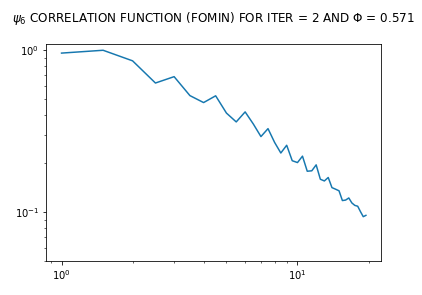 ψ₆ CORRELATION FUNCTION (FOMIN) FOR ITER = 2 AND Φ = 0.571
10⁰
10⁻¹
10⁰ 10¹